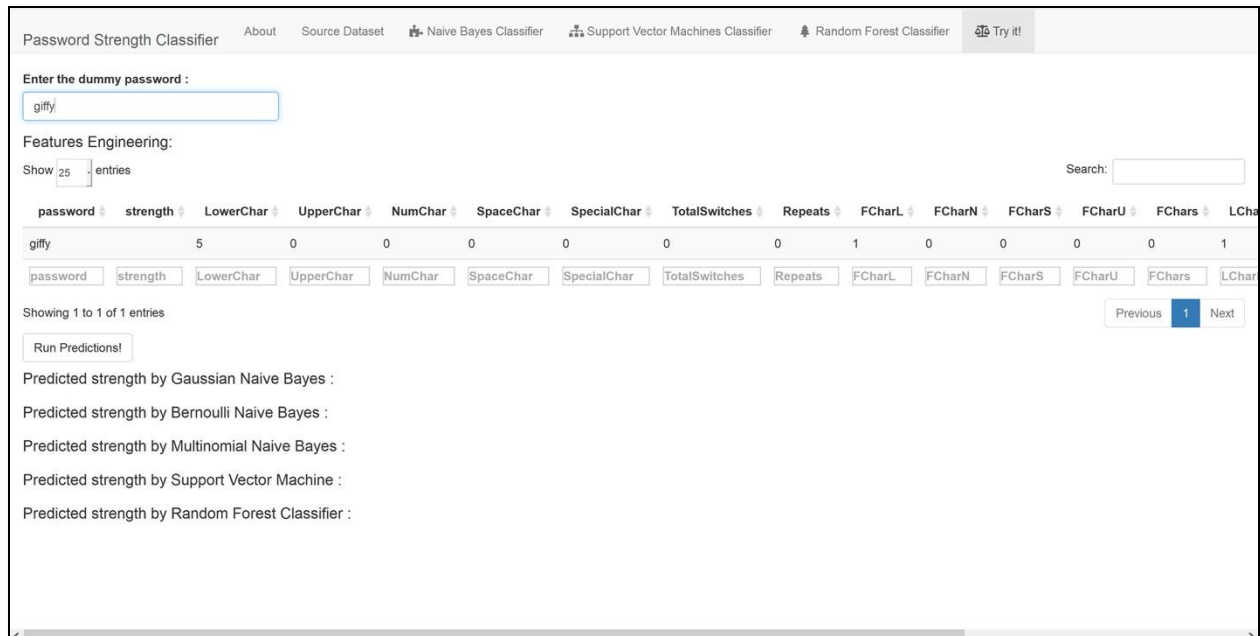 Password Strength Classifier About Source Dataset Naive Bayes Classifier Support Vector Machines Classifier Random Forest Classifier Try it!
Enter the dummy password :
giffy
Features Engineering:
Show 25 entries Search:
password strength LowerChar UpperChar NumChar SpaceChar SpecialChar TotalSwitches Repeats FCharL FCharN FCharS FCharU FChars LCha
giffy 5 0 0 0 0 0 0 1 0 0 0 0 1
password strength LowerChar UpperChar NumChar SpaceChar SpecialChar TotalSwitches Repeats FCharL FCharN FCharS FCharU FChars LChar
Showing 1 to 1 of 1 entries Previous 1 Next
Run Predictions!
Predicted strength by Gaussian Naive Bayes :
Predicted strength by Bernoulli Naive Bayes :
Predicted strength by Multinomial Naive Bayes :
Predicted strength by Support Vector Machine :
Predicted strength by Random Forest Classifier :